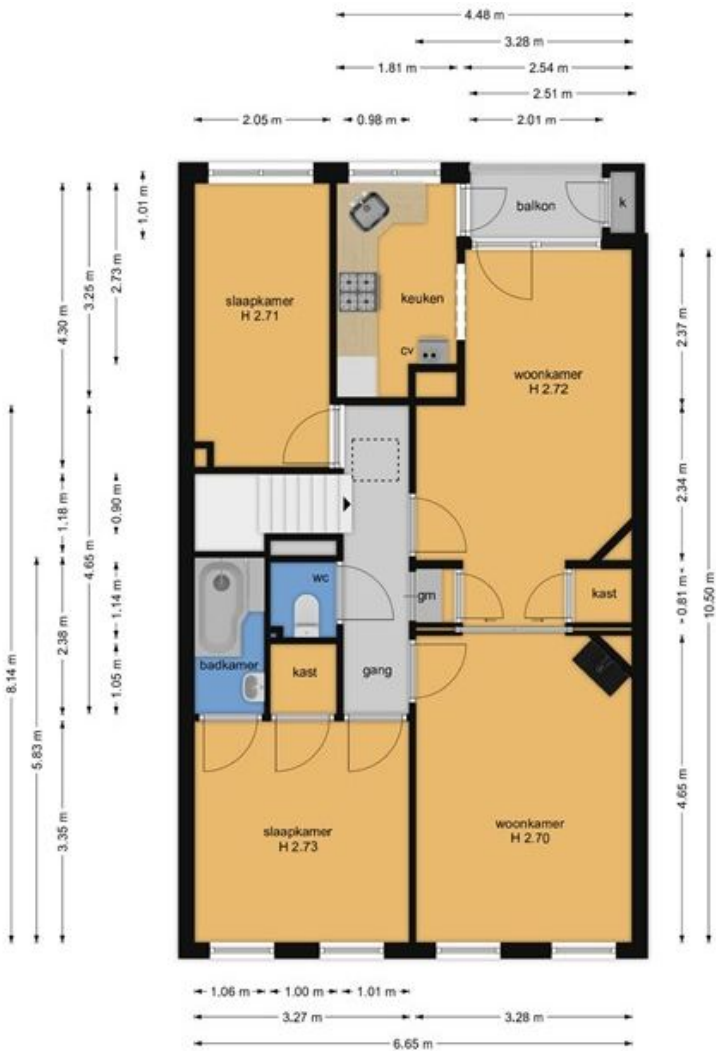 4.48 m
3.28 m
1.81 m
2.54 m
2.51 m
2.05 m
0.98 m
2.01 m
1.01 m
2.73 m
3.25 m
4.30 m
balkon
k
slaapkamer
H 2.71
keuken
cv
woonkamer
H 2.72
2.37 m
2.34 m
10.50 m
8.14 m
5.83 m
1.18 m
0.90 m
4.65 m
2.38 m
1.14 m
1.05 m
wc
gm
kast
0.81 m
badkamer
kast
gang
3.35 m
slaapkamer
H 2.73
woonkamer
H 2.70
4.65 m
1.06 m
1.00 m
1.01 m
3.27 m
3.28 m
6.65 m